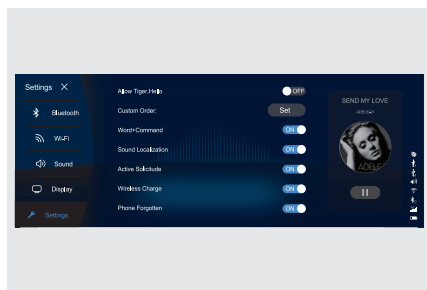 Settings X
Bluetooth
Wi-Fi
Sound
Display
Settings
Allow Tiger,Hello
OFF
Custom Order:
Set
Word+Command
ON
Sound Localization
ON
Active Solicitude
ON
Wireless Charge
ON
Phone Forgotten
ON
SEND MY LOVE
ADELE